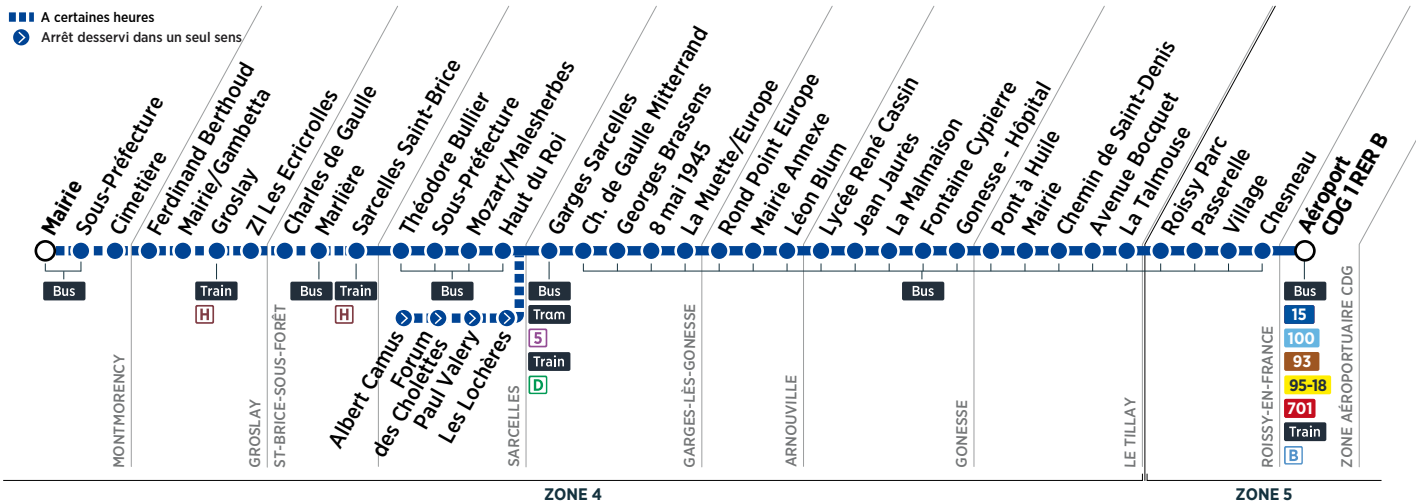 A certaines heures
Arrêt desservi dans un seul sens
Mairie
Sous-Préfecture
Cimetière
Ferdinand Berthoud
Mairie/Gambetta
Groslay
ZI Les Ecricrolles
Charles de Gaulle
Marlière
Sarcelles Saint-Brice
Théodore Bullier
Sous-Préfecture
Mozart/Malesherbes
Haut du Roi
Garges Sarcelles
Ch. de Gaulle Mitterrand
Georges Brassens
8 mai 1945
La Muette/Europe
Rond Point Europe
Mairie Annexe
Léon Blum
Lycée René Cassin
Jean Jaurès
La Malmaison
Fontaine Cypierre
Gonesse - Hôpital
Pont à Huile
Mairie
Chemin de Saint-Denis
Avenue Bocquet
La Talmouse
Roissy Parc
Passerelle
Village
Chesneau
Aéroport
CDG 1 RER B
Bus
Train
H
Bus
Train
H
Bus
Bus
Tram
5
Train
D
Bus
Bus
15
100
93
95-18
701
Train
B
Albert Camus
Forum
des Cholettes
Paul Valery
Les Lochères
MONTMORENCY
GROSLAY
ST-BRICE-SOUS-FORÊT
SARCELLES
GARGES-LÈS-GONESSE
ARNOUVILLE
GONESSE
LE TILLAY
ROISSY-EN-FRANCE
ZONE AÉROPORTUAIRE CDG
ZONE 4
ZONE 5